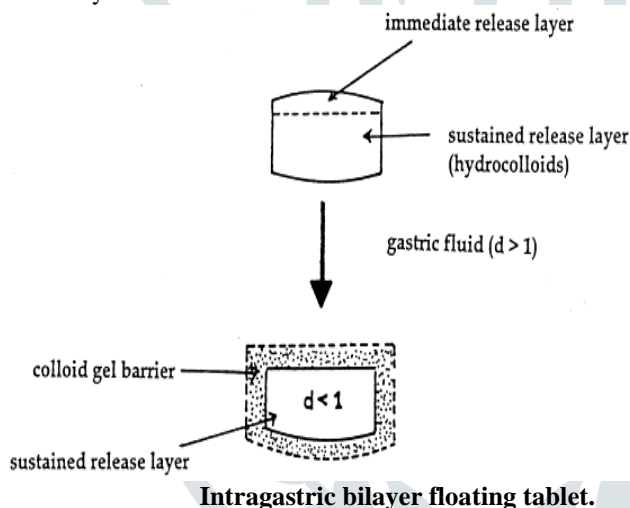 immediate release layer
sustained release layer
(hydrocolloids)
gastric fluid (d > 1)
colloid gel barrier
d < 1
sustained release layer
Intragastric bilayer floating tablet.